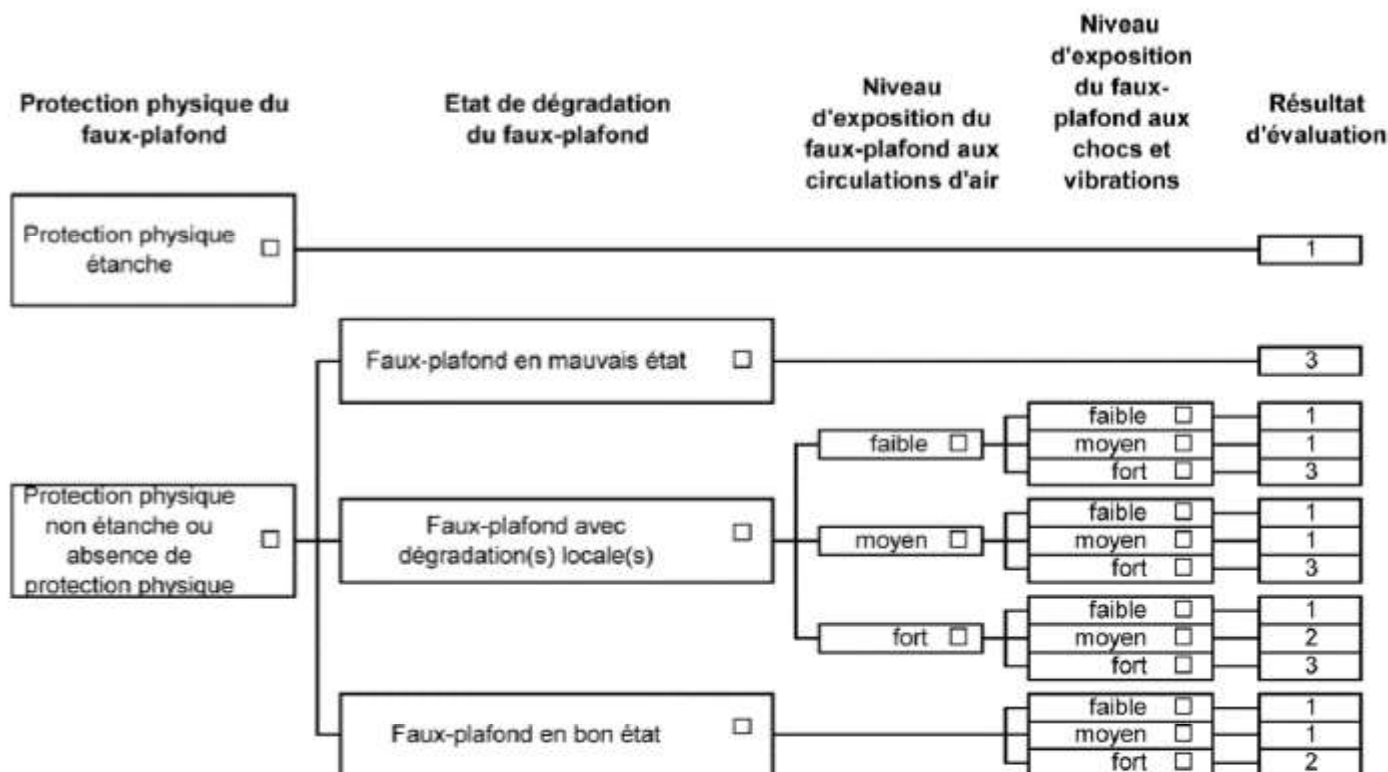 Protection physique du
faux-plafond
Etat de dégradation
du faux-plafond
Niveau
d'exposition du
faux-plafond aux
circulations d'air
Niveau
d'exposition
du faux-
plafond aux
chocs et
vibrations
Résultat
d'évaluation
Protection physique
étanche
1
Faux-plafond en mauvais état
3
Protection physique
non étanche ou
absence de
protection physique
Faux-plafond avec
dégradation(s) locale(s)
faible
faible
1
moyen
1
fort
3
moyen
faible
1
moyen
1
fort
3
fort
faible
1
moyen
2
fort
3
Faux-plafond en bon état
faible
1
moyen
1
fort
2